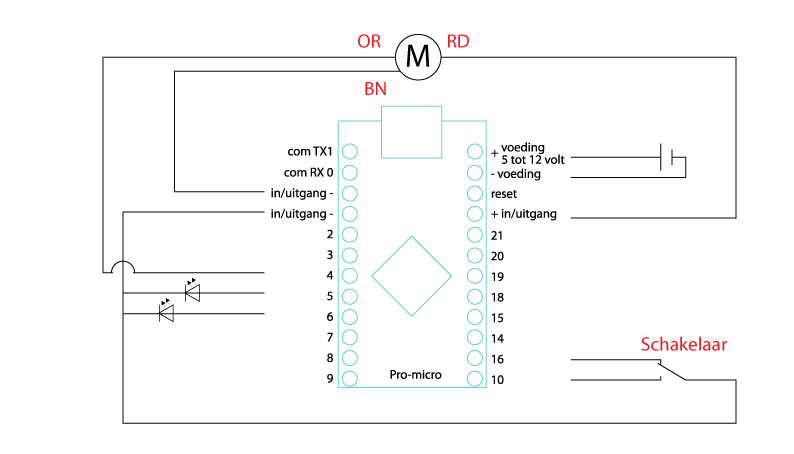 OR
M
RD
BN
com TX1
com RX 0
in/uitgang -
in/uitgang -
2
3
4
5
6
7
8
9
+ voeding
5 tot 12 volt
- voeding
reset
+ in/uitgang
21
20
19
18
15
14
16
10
Pro-micro
Schakelaar